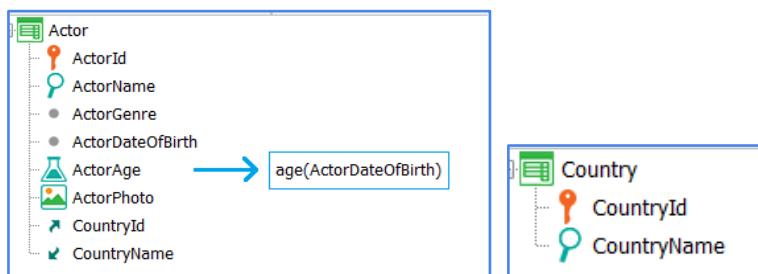 Actor
ActorId
ActorName
ActorGenre
ActorDateOfBirth
ActorAge
age(ActorDateOfBirth)
ActorPhoto
CountryId
CountryName
Country
CountryId
CountryName